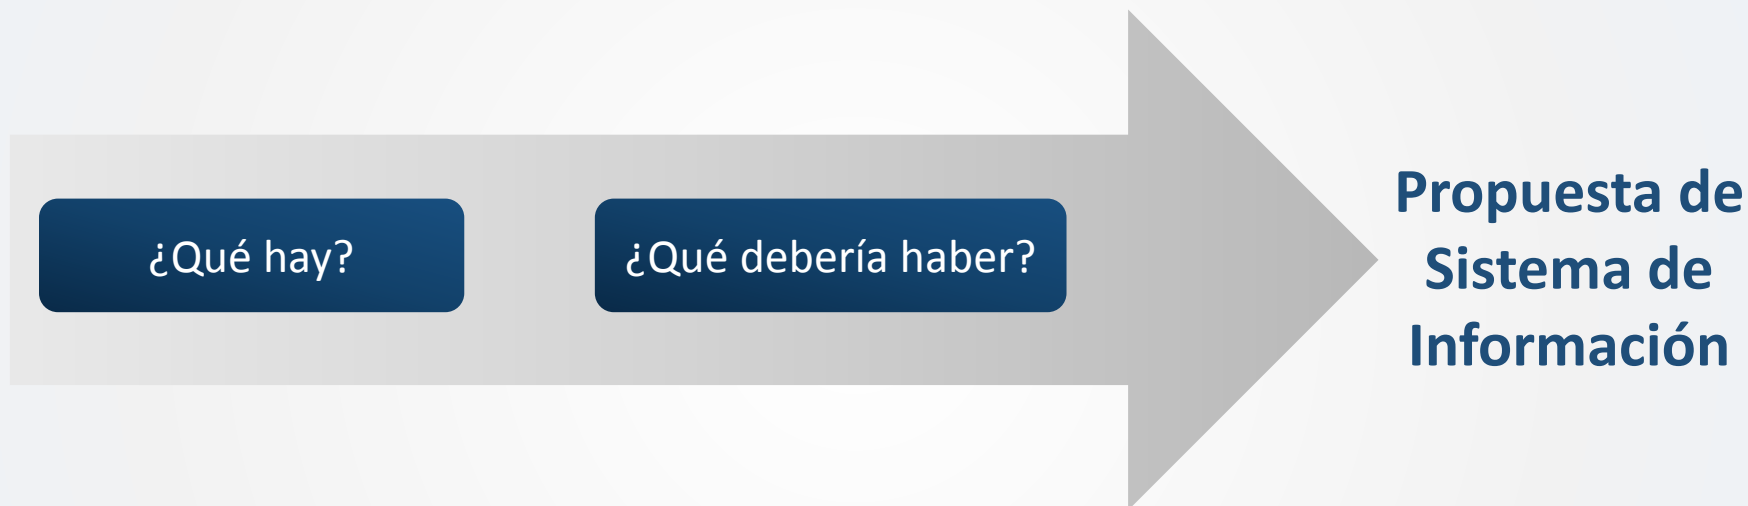 ¿Qué hay?
¿Qué debería haber?
Propuesta de
Sistema de
Información